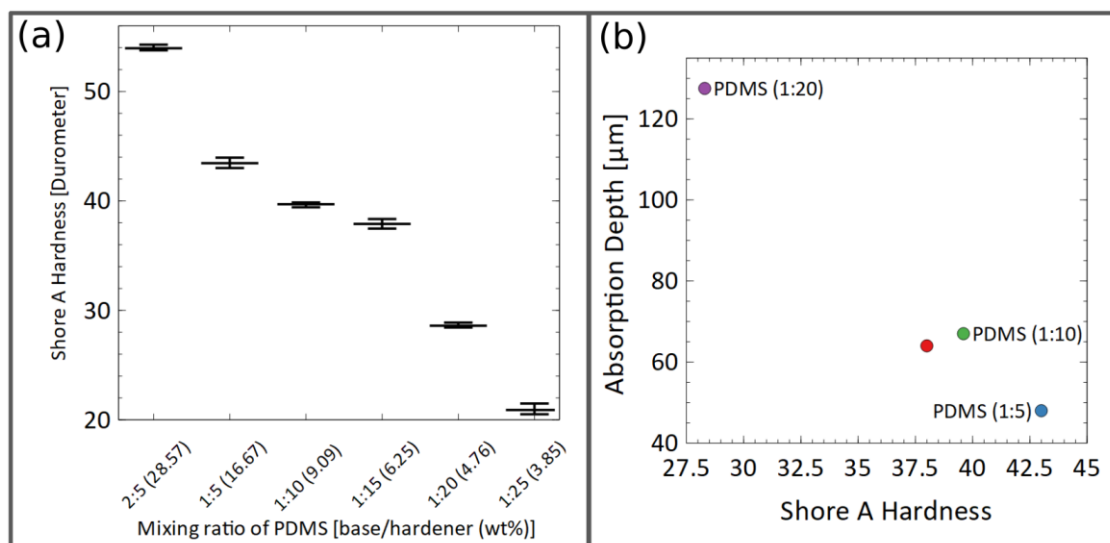 (a)
Shore A Hardness [Durometer]
50
40
30
20
2:5 (28.57)
1:5 (16.67)
1:10 (9.09)
1:15 (6.25)
1:20 (4.76)
1:25 (3.85)
Mixing ratio of PDMS [base/hardener (wt%)]
(b)
Absorption Depth [µm]
120
100
80
60
40
PDMS (1:20)
PDMS (1:10)
PDMS (1:5)
27.5 30 32.5 35 37.5 40 42.5 45
Shore A Hardness